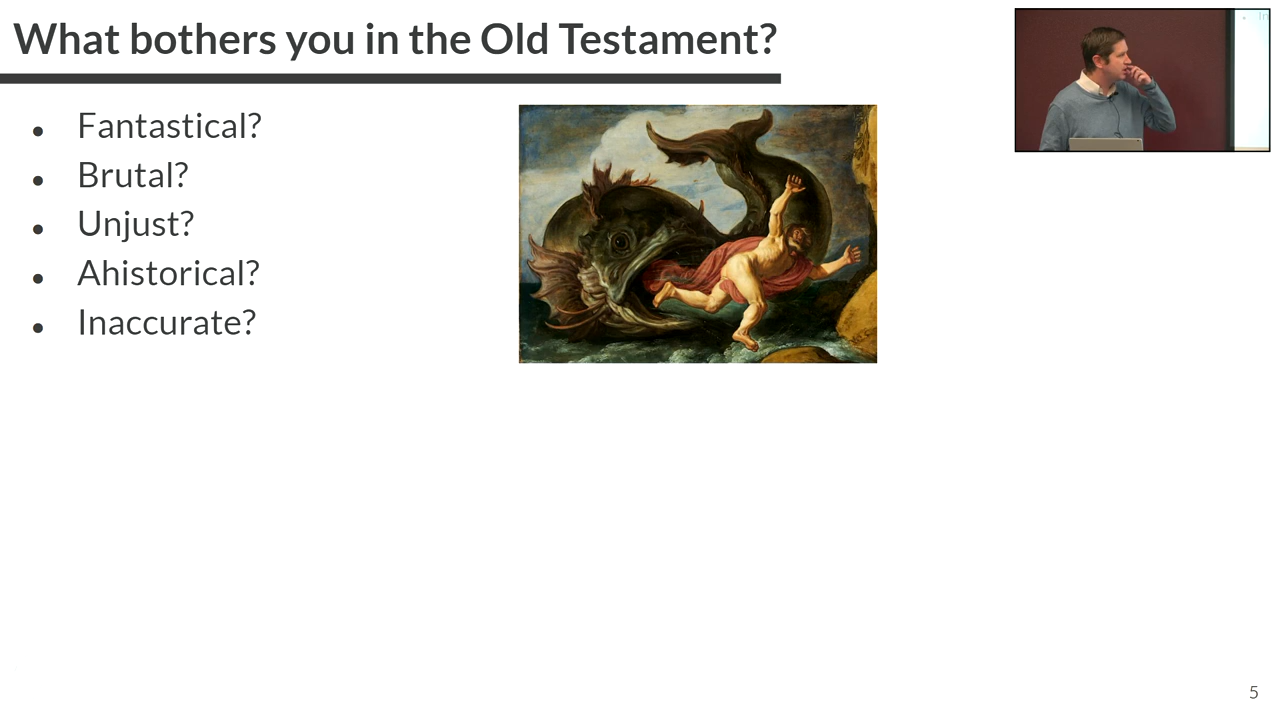 What bothers you in the Old Testament?
● Fantastical?
● Brutal?
● Unjust?
● Ahistorical?
● Inaccurate?
5